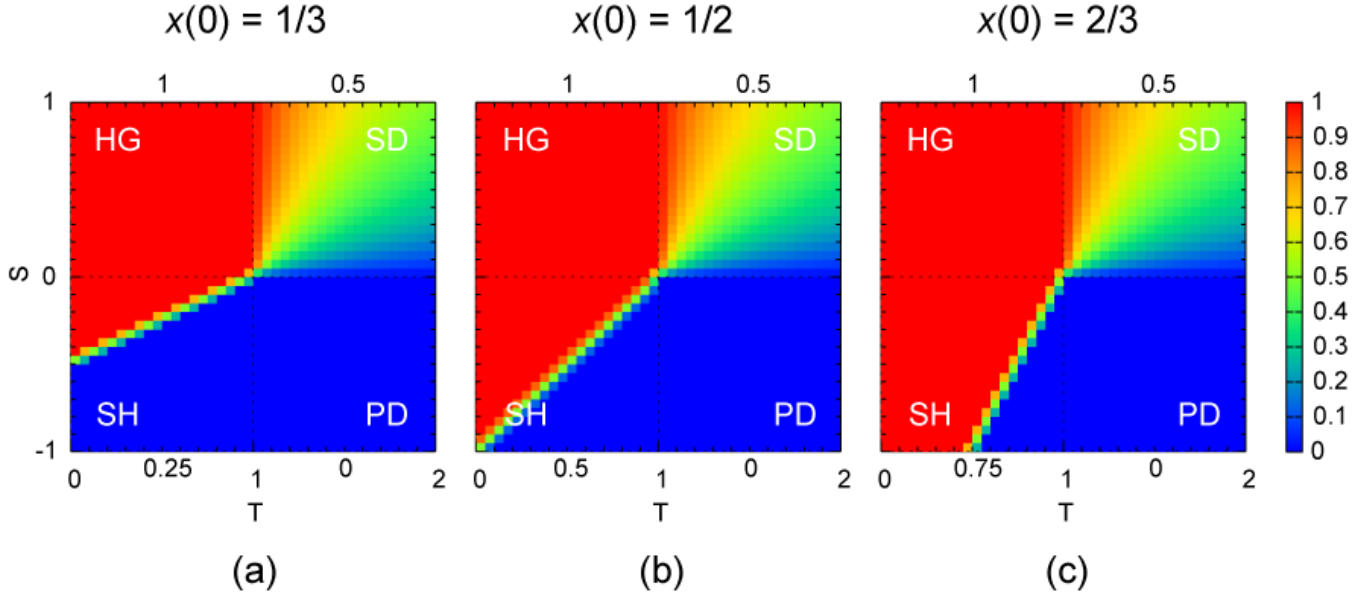 x(0) = 1/3 x(0) = 1/2 x(0) = 2/3
1 0.5 1 0.5 1 0.5
1 1
HG SD HG SD HG SD 0.9
0.8
0.7
0.6
S 0 0.5
0.4
0.3
0.2
SH PD SH PD SH PD 0.1
-1 0
0.25 0 0.5 0 0.75 0
0 1 2 0 1 2 0 1 2
T T T
(a) (b) (c)